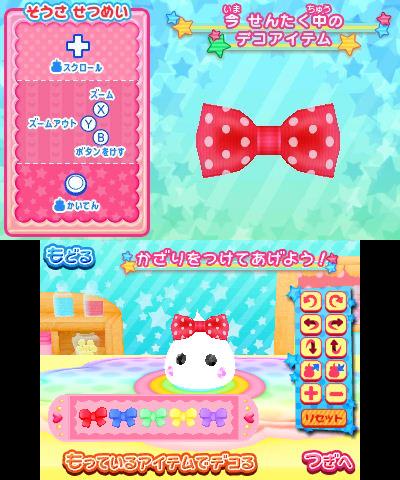 そうさ せつめい
スクロール
ズーム
X
ズームアウト Y
B
ボタンをけす
かいてん
いま ちゅう
今 せんたく中の
デコアイテム
もどる
かざりをつけてあげよう!
リセット
もっているアイテムでデコる
つぎへ